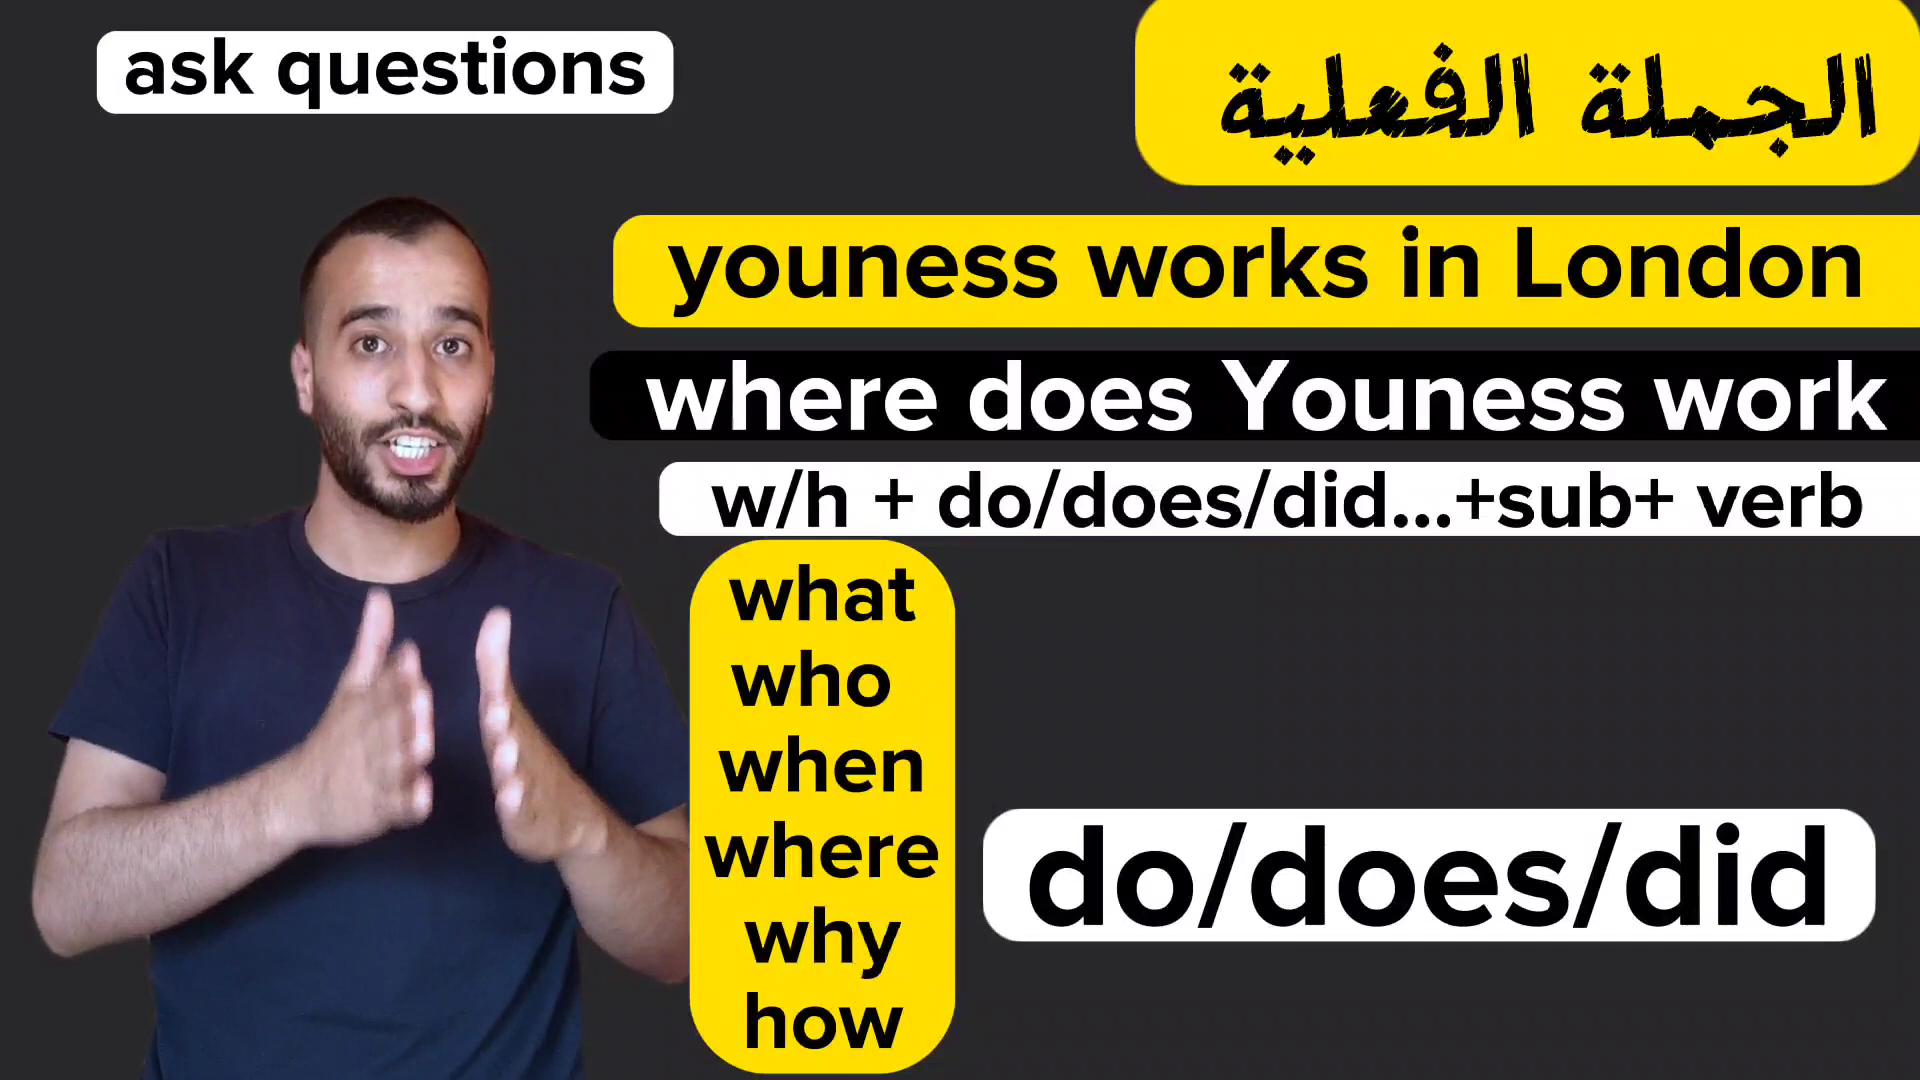 ask questions
الجملة الفعلية
youness works in London
where does Youness work
w/h + do/does/did...+sub+ verb
what
who
when
where
why
how
do/does/did